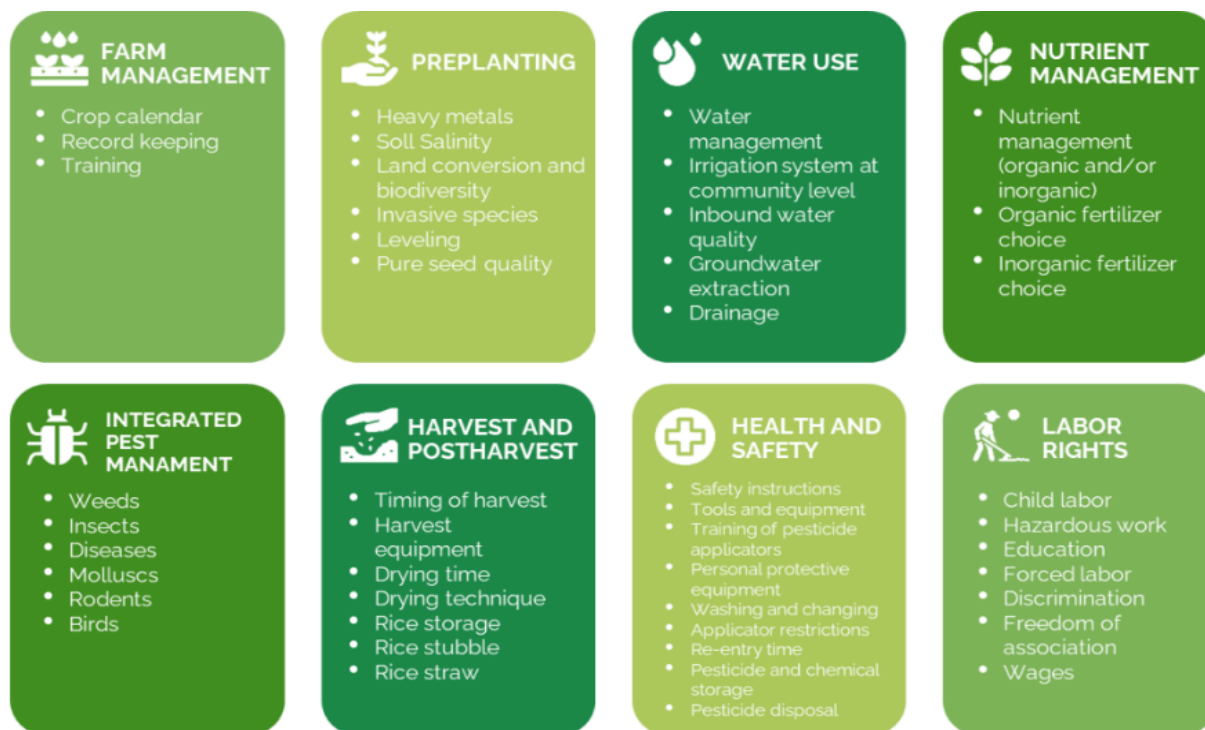 FARM
MANAGEMENT
• Crop calendar
• Record keeping
• Training
PREPLANTING
• Heavy metals
• Soll Salinity
• Land conversion and
biodiversity
• Invasive species
• Leveling
• Pure seed quality
WATER USE
• Water
management
• Irrigation system at
community level
• Inbound water
quality
• Groundwater
extraction
• Drainage
NUTRIENT
MANAGEMENT
• Nutrient
management
(organic and/or
inorganic)
• Organic fertilizer
choice
• Inorganic fertilizer
choice
INTEGRATED
PEST
MANAMENT
• Weeds
• Insects
• Diseases
• Molluscs
• Rodents
• Birds
HARVEST AND
POSTHARVEST
• Timing of harvest
• Harvest
equipment
• Drying time
• Drying technique
• Rice storage
• Rice stubble
• Rice straw
HEALTH AND
SAFETY
• Safety instructions
• Tools and equipment
• Training of pesticide
applicators
• Personal protective
equipment
• Washing and changing
• Applicator restrictions
• Re-entry time
• Pesticide and chemical
storage
• Pesticide disposal
LABOR
RIGHTS
• Child labor
• Hazardous work
• Education
• Forced labor
• Discrimination
• Freedom of
association
• Wages